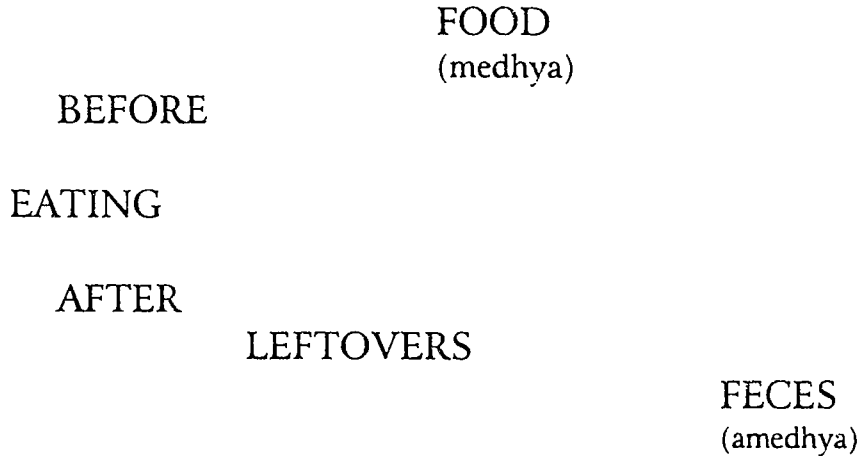 FOOD
(medhya)
BEFORE
EATING
AFTER
LEFTOVERS
FECES
(amedhya)